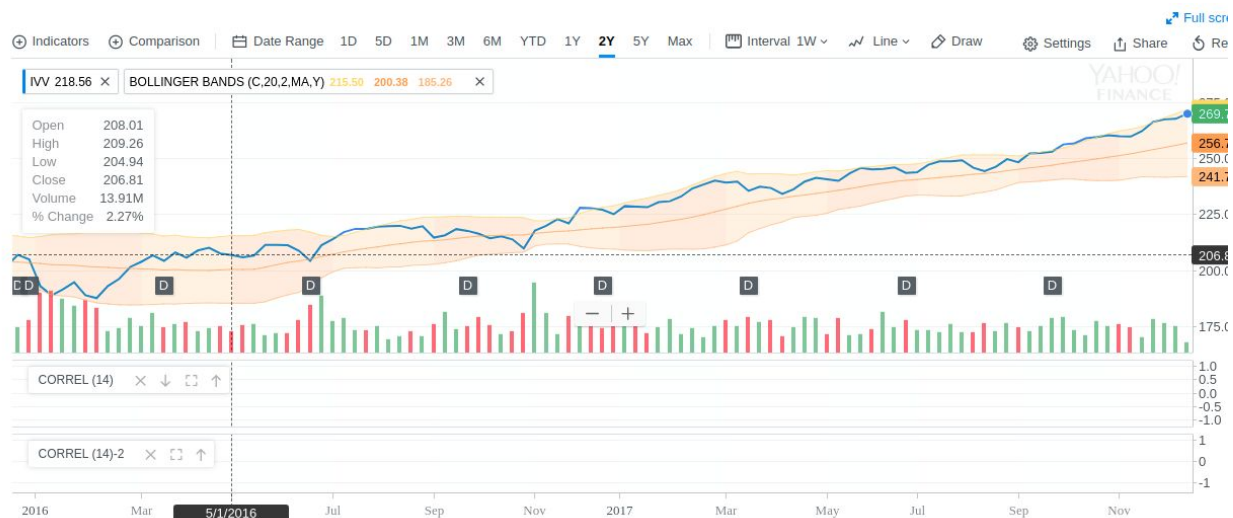 Full scre
Indicators Comparison Date Range 1D 5D 1M 3M 6M YTD 1Y 2Y 5Y Max Interval 1W Line Draw Settings Share Re
IVV 218.56 BOLLINGER BANDS (C,20,2,MA,Y) 215.50 200.38 185.26
YAHOO!
FINANCE
Open 208.01
High 209.26
Low 204.94
Close 206.81
Volume 13.91M
% Change 2.27%
269.7
256.7
250.0
241.7
225.0
206.8
200.0
D D D D D D D D D
175.0
CORREL (14)
1.0
0.5
0.0
-0.5
-1.0
CORREL (14)-2
1
0
-1
2016 Mar 5/1/2016 Jul Sep Nov 2017 Mar May Jul Sep Nov